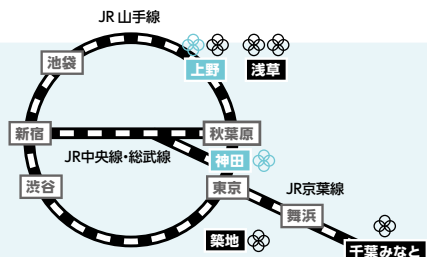 JR 山手線
池袋
上野
浅草
新宿
秋葉原
JR中央線・総武線
神田
渋谷
東京
JR京葉線
舞浜
築地
千葉みなと